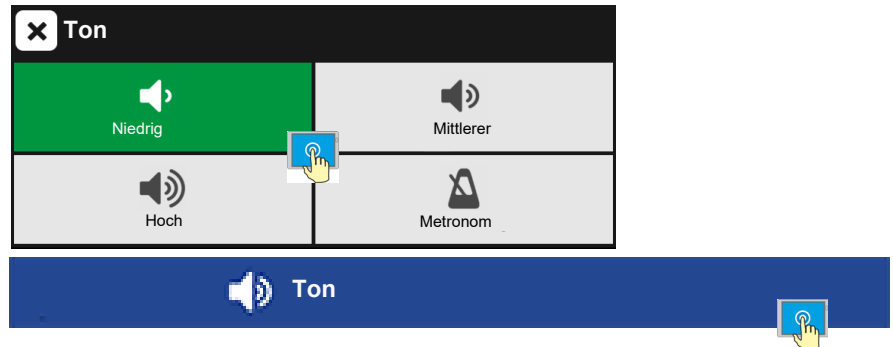 Ton
Niedrig
Mittlerer
Hoch
Metronom
Ton